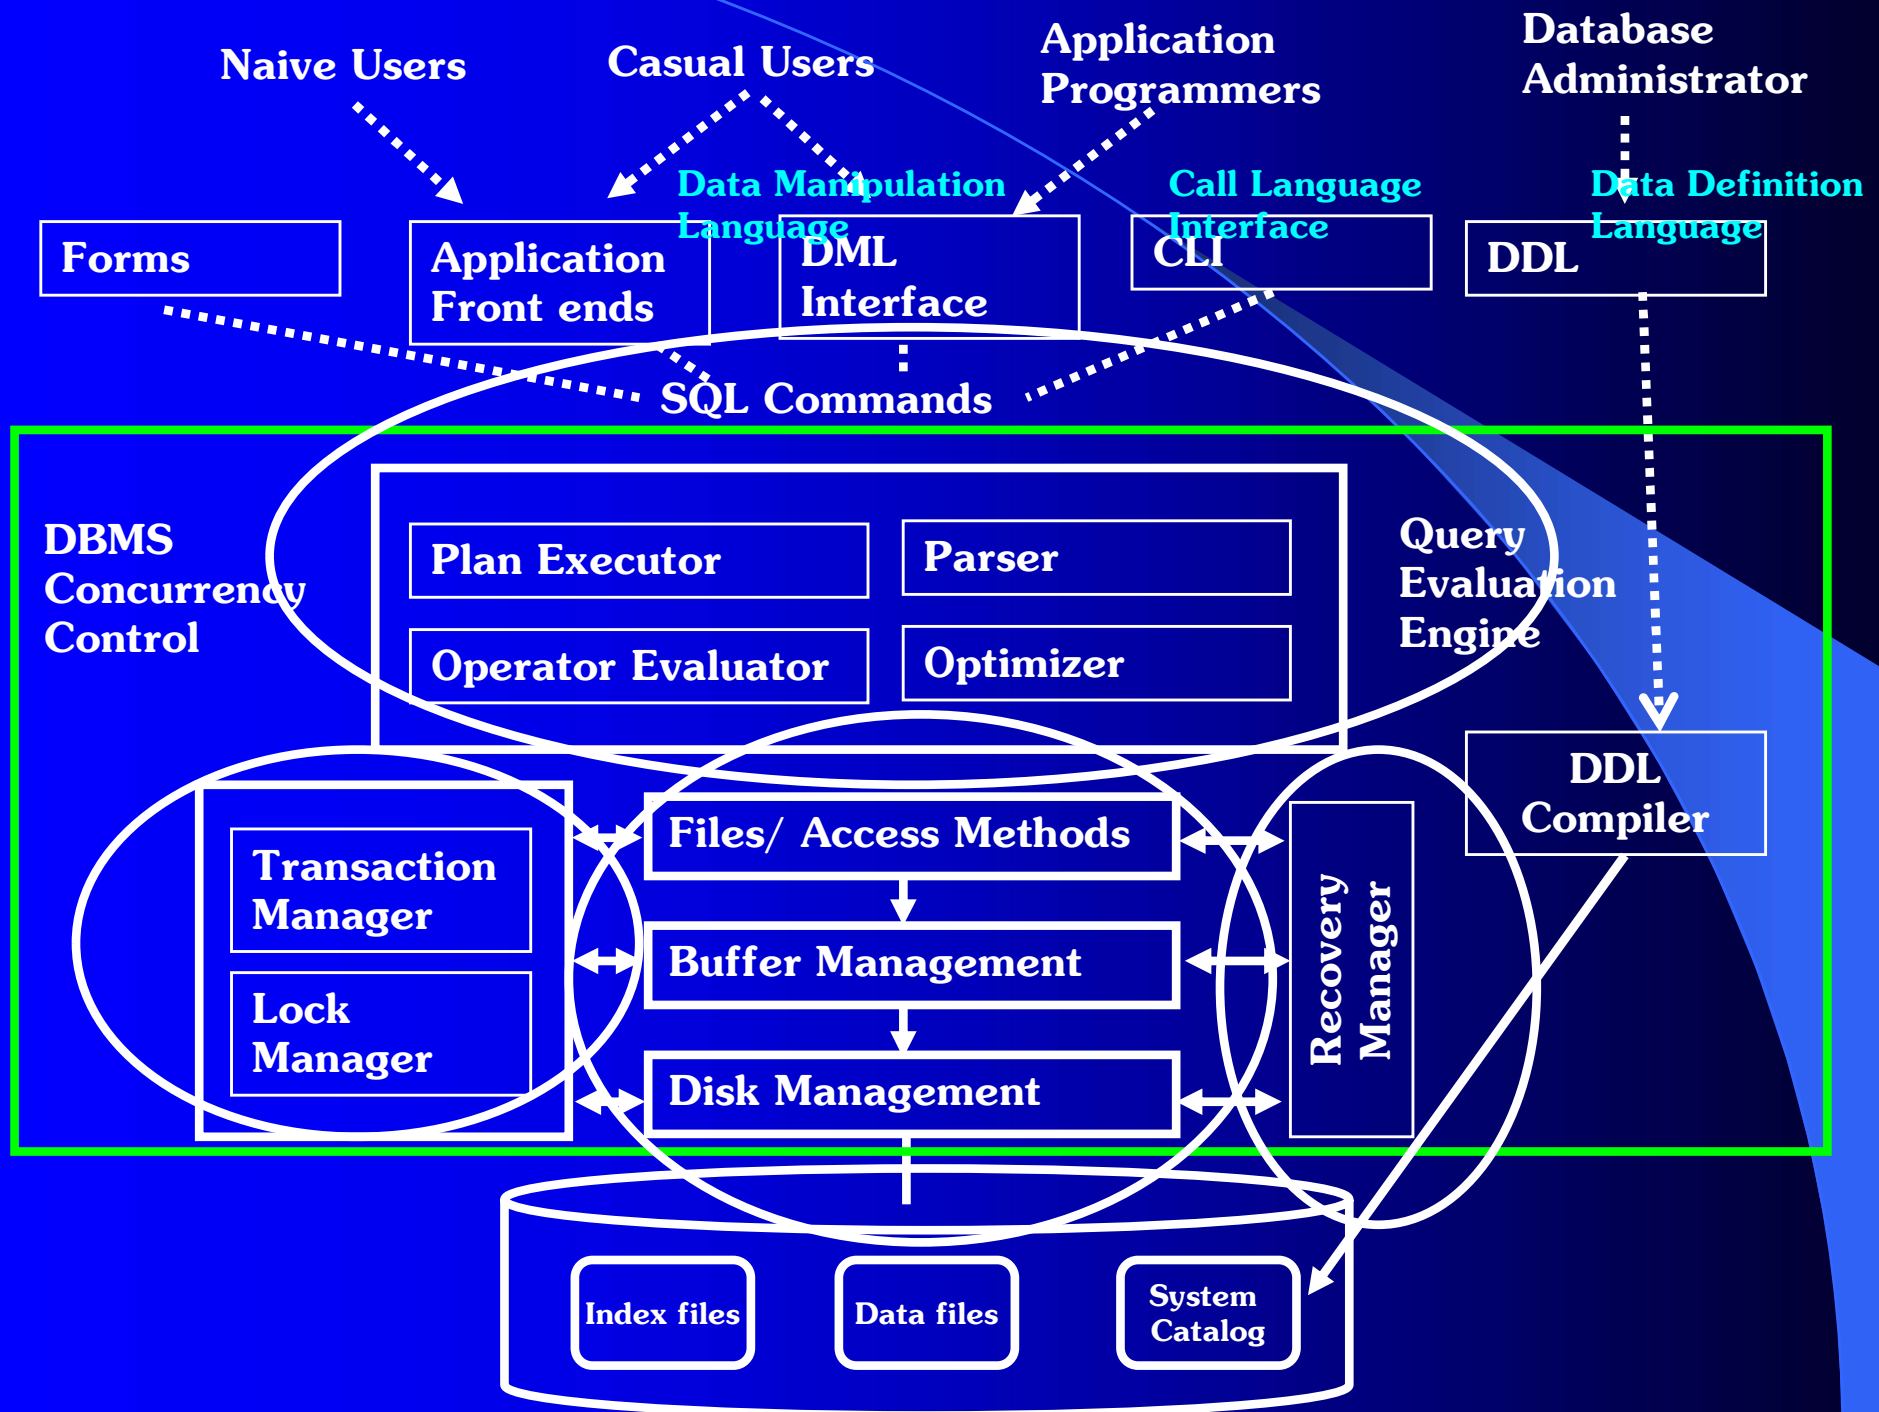 Naive Users
Casual Users
Application
Programmers
Database
Administrator
Data Manipulation
Language
Call Language
Interface
Data Definition
Language
Forms
Application
Front ends
DML
Interface
CLI
DDL
SQL Commands
DBMS
Concurrency
Control
Plan Executor
Parser
Operator Evaluator
Optimizer
Query
Evaluation
Engine
DDL
Compiler
Transaction
Manager
Lock
Manager
Files/ Access Methods
Buffer Management
Disk Management
Recovery
Manager
Index files
Data files
System
Catalog